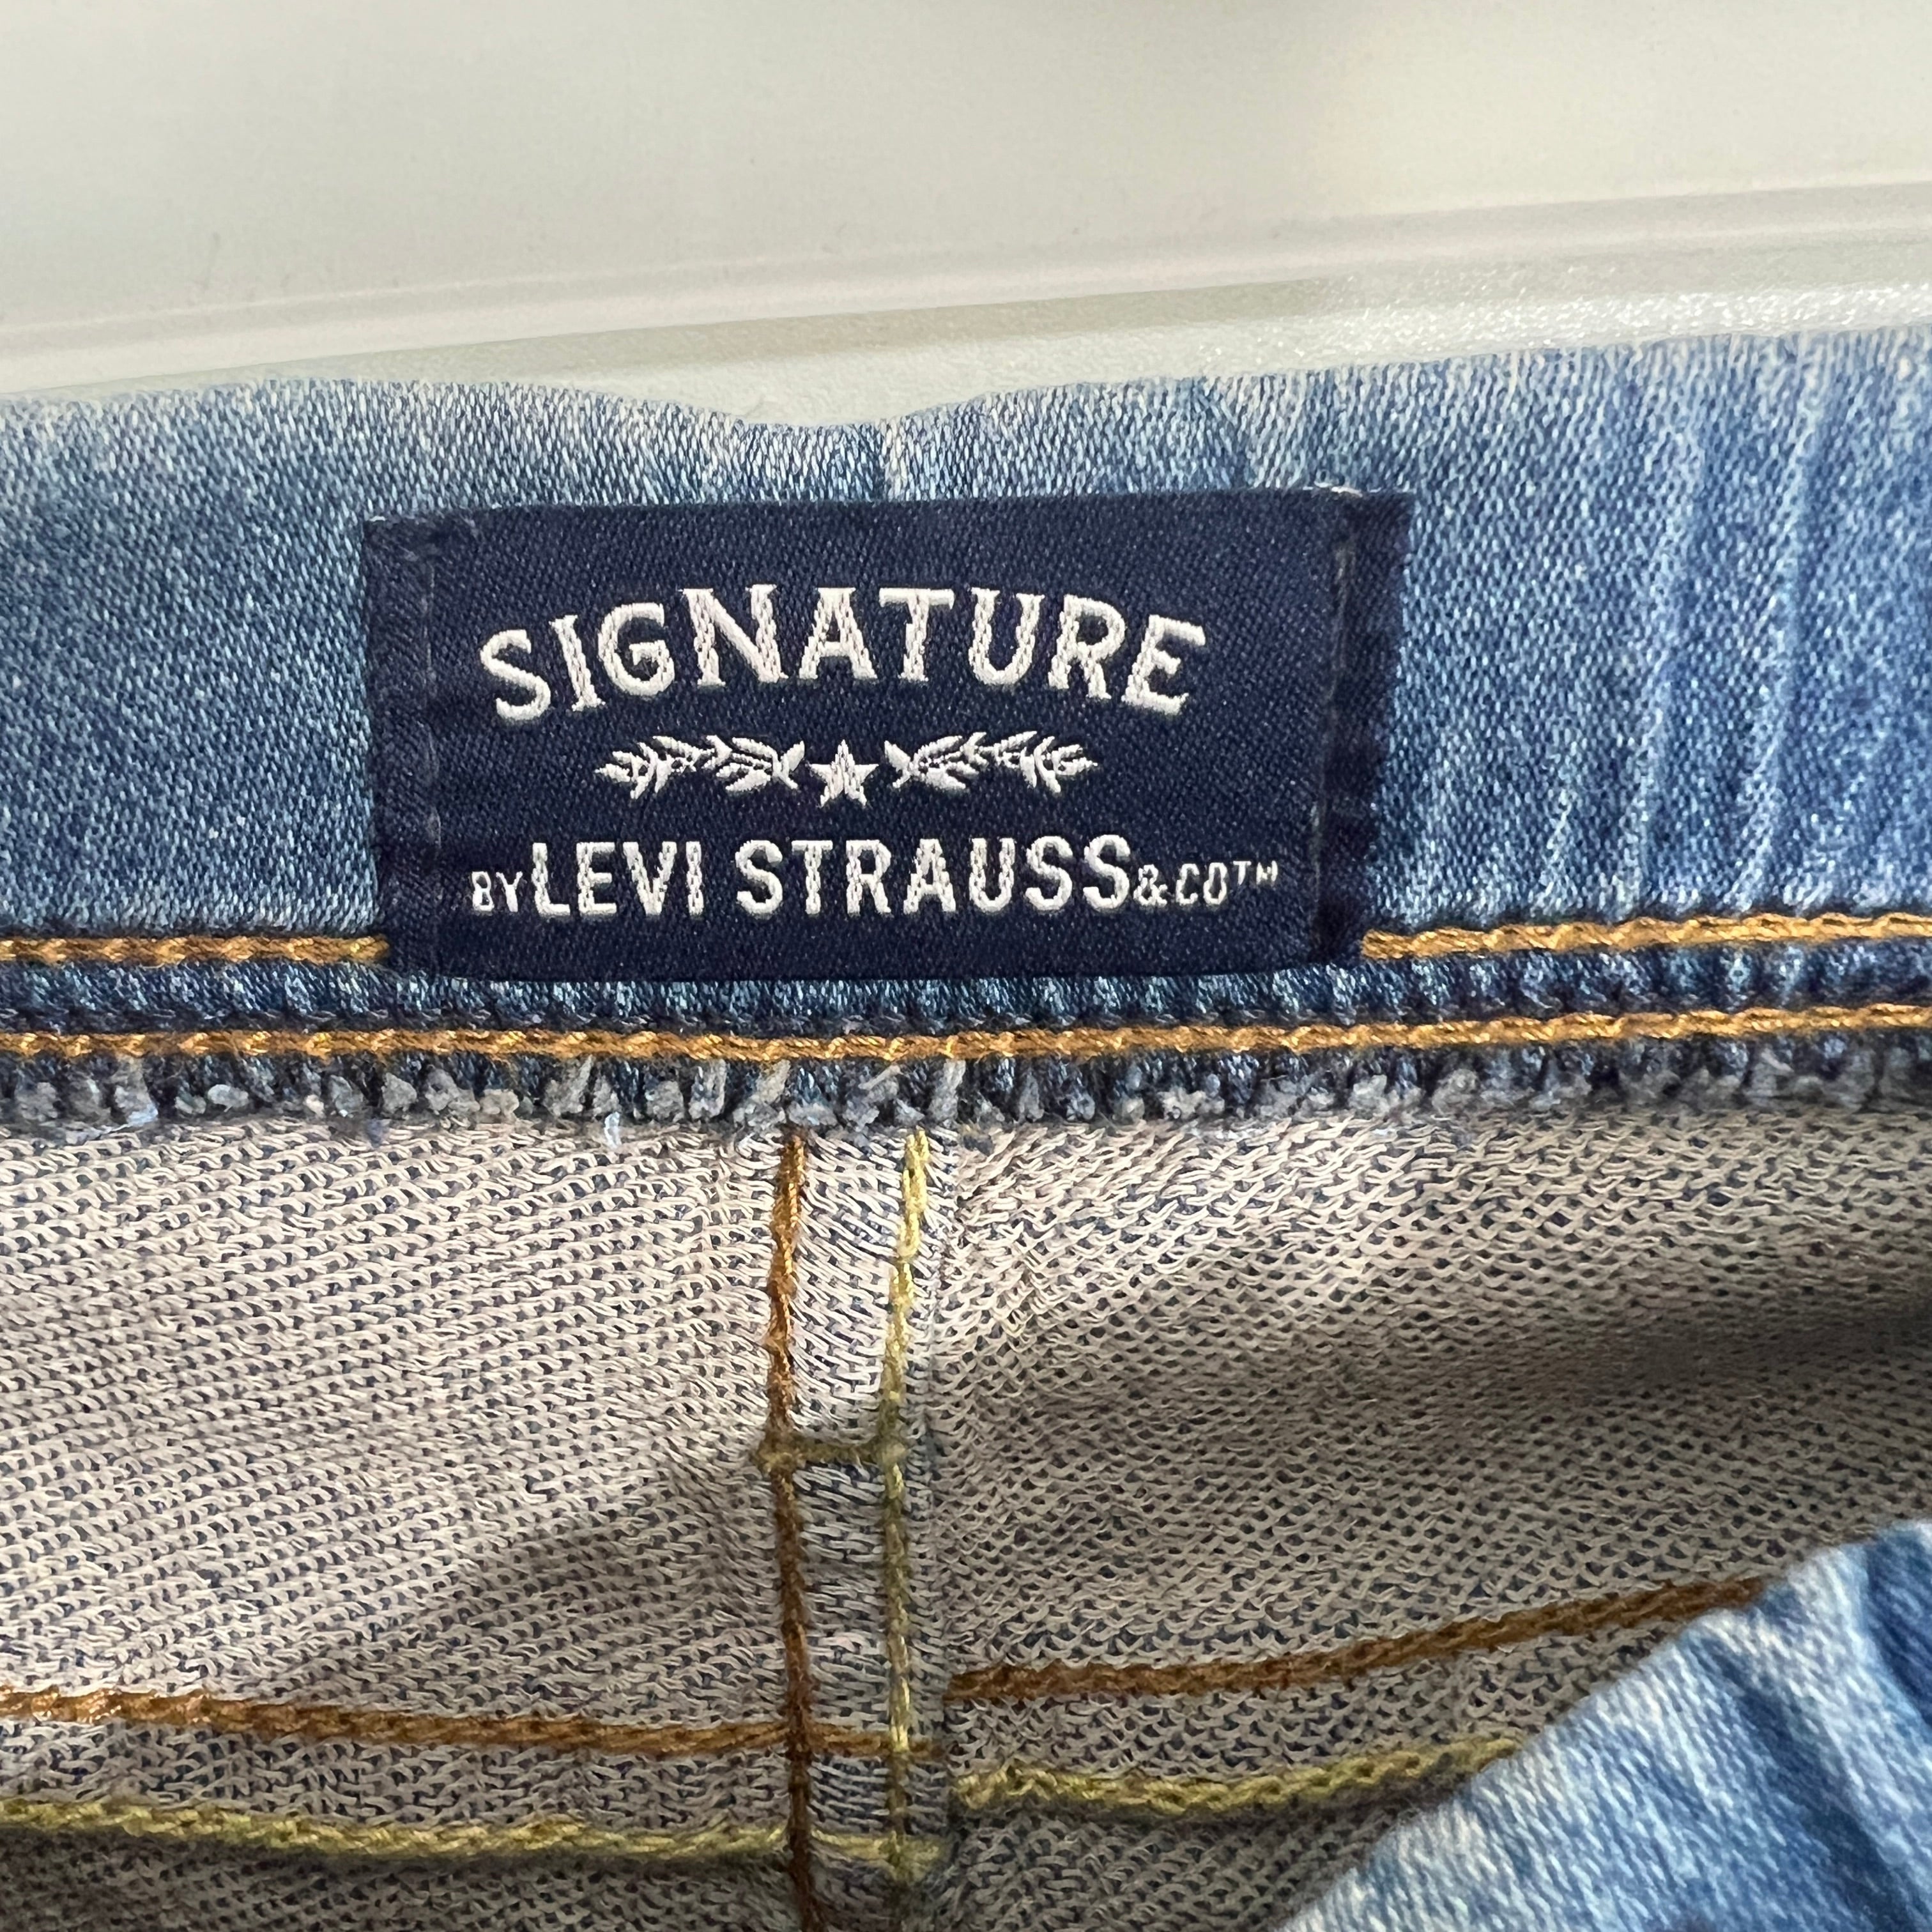 SIGNATURE
BY LEVI STRAUSS & CO™